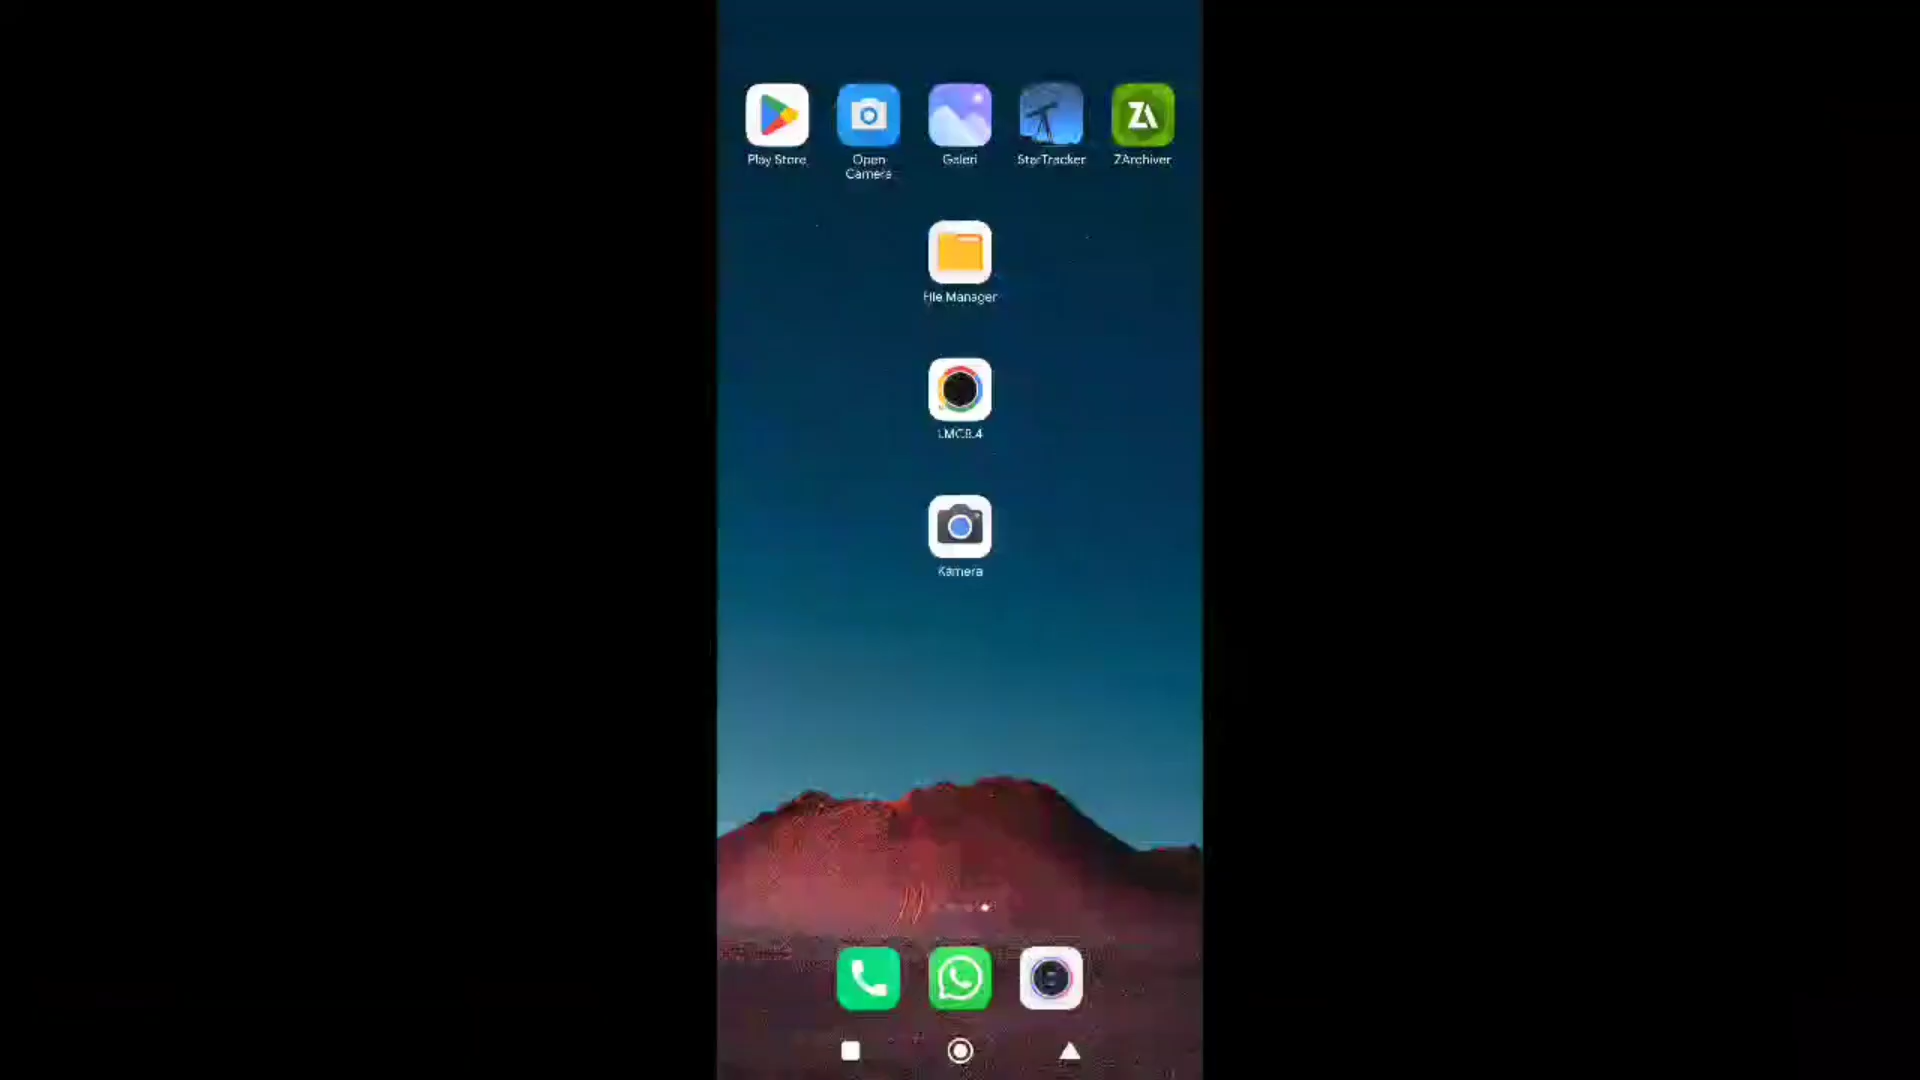 Play Store
Open Camera
Galeri
StarTracker
ZArchiver
File Manager
LMC8.4
Kamera